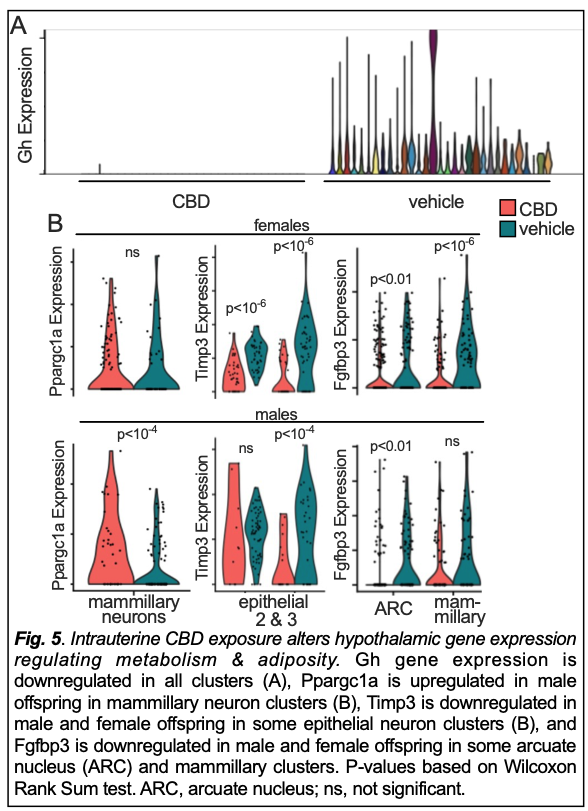 A
Gh Expression
CBD
vehicle
CBD
vehicle
B
females
Ppargc1a Expression
ns
Timp3 Expression
p<10-6
p<10-6
Fgfbp3 Expression
p<0.01
p<10-6
males
Ppargc1a Expression
p<10-4
Timp3 Expression
ns
p<10-4
Fgfbp3 Expression
p<0.01
ns
mammillary
neurons
epithelial
2 & 3
ARC
mam-
millary
Fig. 5. Intrauterine CBD exposure alters hypothalamic gene expression
regulating metabolism & adiposity. Gh gene expression is
downregulated in all clusters (A), Ppargc1a is upregulated in male
offspring in mammillary neuron clusters (B), Timp3 is downregulated in
male and female offspring in some epithelial neuron clusters (B), and
Fgfbp3 is downregulated in male and female offspring in some arcuate
nucleus (ARC) and mammillary clusters. P-values based on Wilcoxon
Rank Sum test. ARC, arcuate nucleus; ns, not significant.